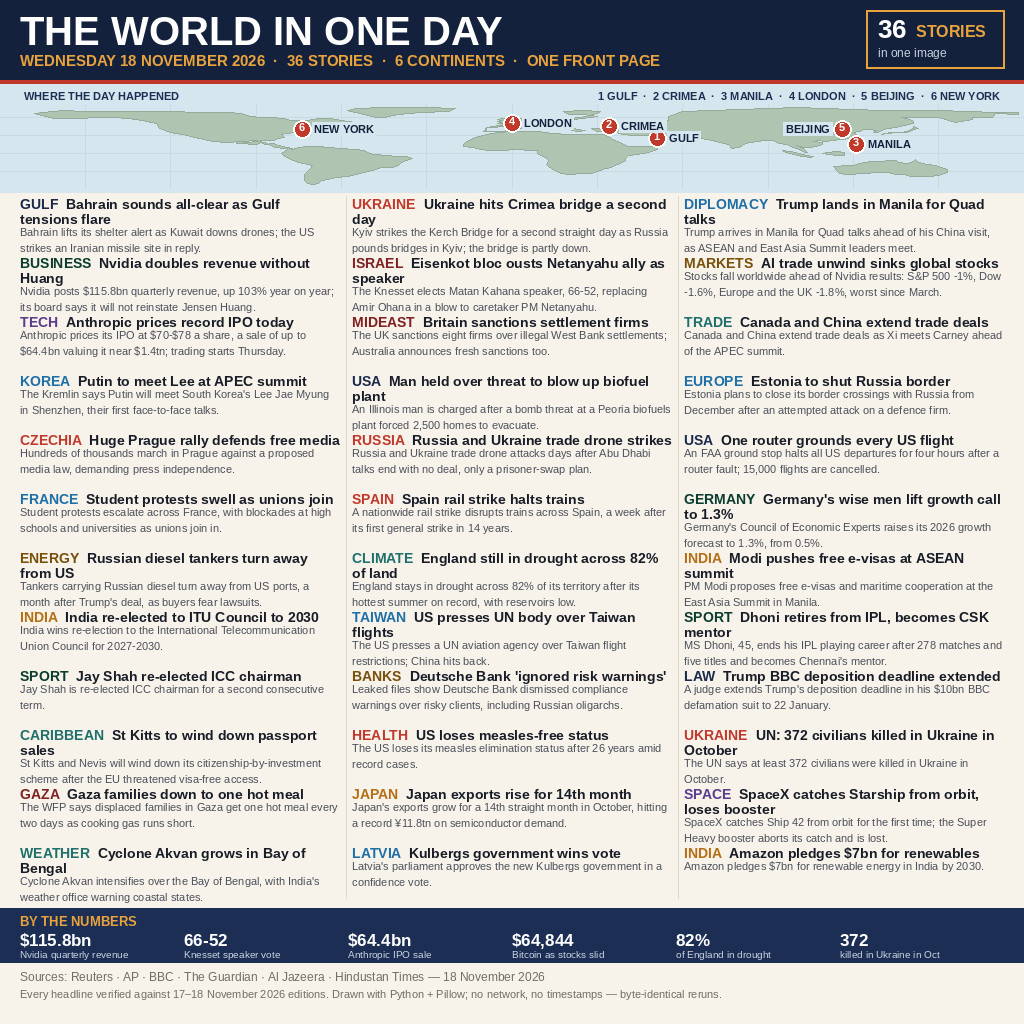 THE WORLD IN ONE DAY
WEDNESDAY 18 NOVEMBER 2026 · 36 STORIES · 6 CONTINENTS · ONE FRONT PAGE
36 STORIES
in one image
WHERE THE DAY HAPPENED
1 GULF · 2 CRIMEA · 3 MANILA · 4 LONDON · 5 BEIJING · 6 NEW YORK
6 NEW YORK
4 LONDON
2 CRIMEA
1 GULF
BEIJING 5
3 MANILA
GULF Bahrain sounds all-clear as Gulf
tensions flare
Bahrain lifts its shelter alert as Kuwait downs drones; the US
strikes an Iranian missile site in reply.
BUSINESS Nvidia doubles revenue without
Huang
Nvidia posts $115.8bn quarterly revenue, up 103% year on year;
its board says it will not reinstate Jensen Huang.
TECH Anthropic prices record IPO today
Anthropic prices its IPO at $70-$78 a share, a sale of up to
$64.4bn valuing it near $1.4tn; trading starts Thursday.
KOREA Putin to meet Lee at APEC summit
The Kremlin says Putin will meet South Korea's Lee Jae Myung
in Shenzhen, their first face-to-face talks.
CZECHIA Huge Prague rally defends free media
Hundreds of thousands march in Prague against a proposed
media law, demanding press independence.
FRANCE Student protests swell as unions join
Student protests escalate across France, with blockades at high
schools and universities as unions join in.
ENERGY Russian diesel tankers turn away
from US
Tankers carrying Russian diesel turn away from US ports, a
month after Trump's deal, as buyers fear lawsuits.
INDIA India re-elected to ITU Council to 2030
India wins re-election to the International Telecommunication
Union Council for 2027-2030.
SPORT Jay Shah re-elected ICC chairman
Jay Shah is re-elected ICC chairman for a second consecutive
term.
CARIBBEAN St Kitts to wind down passport
sales
St Kitts and Nevis will wind down its citizenship-by-investment
scheme after the EU threatened visa-free access.
GAZA Gaza families down to one hot meal
The WFP says displaced families in Gaza get one hot meal every
two days as cooking gas runs short.
WEATHER Cyclone Akvan grows in Bay of
Bengal
Cyclone Akvan intensifies over the Bay of Bengal, with India's
weather office warning coastal states.
UKRAINE Ukraine hits Crimea bridge a second
day
Kyiv strikes the Kerch Bridge for a second straight day as Russia
pounds bridges in Kyiv; the bridge is partly down.
ISRAEL Eisenkot bloc ousts Netanyahu ally as
speaker
The Knesset elects Matan Kahana speaker, 66-52, replacing
Amir Ohana in a blow to caretaker PM Netanyahu.
MIDEAST Britain sanctions settlement firms
The UK sanctions eight firms over illegal West Bank settlements;
Australia announces fresh sanctions too.
USA Man held over threat to blow up biofuel
plant
An Illinois man is charged after a bomb threat at a Peoria biofuels
plant forced 2,500 homes to evacuate.
RUSSIA Russia and Ukraine trade drone strikes
Russia and Ukraine trade drone attacks days after Abu Dhabi
talks end with no deal, only a prisoner-swap plan.
SPAIN Spain rail strike halts trains
A nationwide rail strike disrupts trains across Spain, a week after
its first general strike in 14 years.
CLIMATE England still in drought across 82%
of land
England stays in drought across 82% of its territory after its
hottest summer on record, with reservoirs low.
TAIWAN US presses UN body over Taiwan
flights
The US presses a UN aviation agency over Taiwan flight
restrictions; China hits back.
BANKS Deutsche Bank 'ignored risk warnings'
Leaked files show Deutsche Bank dismissed compliance
warnings over risky clients, including Russian oligarchs.
HEALTH US loses measles-free status
The US loses its measles elimination status after 26 years amid
record cases.
JAPAN Japan exports rise for 14th month
Japan's exports grow for a 14th straight month in October, hitting
a record ¥11.8tn on semiconductor demand.
LATVIA Kulbergs government wins vote
Latvia's parliament approves the new Kulbergs government in a
confidence vote.
DIPLOMACY Trump lands in Manila for Quad
talks
Trump arrives in Manila for Quad talks ahead of his China visit,
as ASEAN and East Asia Summit leaders meet.
MARKETS AI trade unwind sinks global stocks
Stocks fall worldwide ahead of Nvidia results: S&P 500 -1%, Dow
-1.6%, Europe and the UK -1.8%, worst since March.
TRADE Canada and China extend trade deals
Canada and China extend trade deals as Xi meets Carney ahead
of the APEC summit.
EUROPE Estonia to shut Russia border
Estonia plans to close its border crossings with Russia from
December after an attempted attack on a defence firm.
USA One router grounds every US flight
An FAA ground stop halts all US departures for four hours after a
router fault; 15,000 flights are cancelled.
GERMANY Germany's wise men lift growth call
to 1.3%
Germany's Council of Economic Experts raises its 2026 growth
forecast to 1.3%, from 0.5%.
INDIA Modi pushes free e-visas at ASEAN
summit
PM Modi proposes free e-visas and maritime cooperation at the
East Asia Summit in Manila.
SPORT Dhoni retires from IPL, becomes CSK
mentor
MS Dhoni, 45, ends his IPL playing career after 278 matches and
five titles and becomes Chennai's mentor.
LAW Trump BBC deposition deadline extended
A judge extends Trump's deposition deadline in his $10bn BBC
defamation suit to 22 January.
UKRAINE UN: 372 civilians killed in Ukraine in
October
The UN says at least 372 civilians were killed in Ukraine in
October.
SPACE SpaceX catches Starship from orbit,
loses booster
SpaceX catches Ship 42 from orbit for the first time; the Super
Heavy booster aborts its catch and is lost.
INDIA Amazon pledges $7bn for renewables
Amazon pledges $7bn for renewable energy in India by 2030.
BY THE NUMBERS
$115.8bn 66-52 $64.4bn $64,844 82% 372
Nvidia quarterly revenue Knesset speaker vote Anthropic IPO sale Bitcoin as stocks slid of England in drought killed in Ukraine in Oct
Sources: Reuters · AP · BBC · The Guardian · Al Jazeera · Hindustan Times — 18 November 2026
Every headline verified against 17–18 November 2026 editions. Drawn with Python + Pillow; no network, no timestamps — byte-identical reruns.